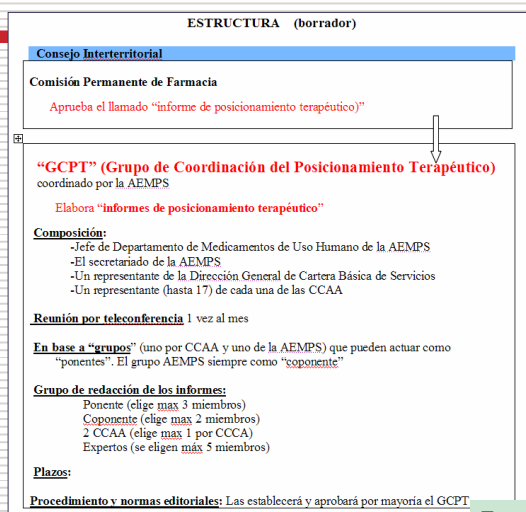 ESTRUCTURA (borrador)
Consejo Interterritorial
Comisión Permanente de Farmacia
Aprueba el llamado “informe de posicionamiento terapéutico)”
“GCPT” (Grupo de Coordinación del Posicionamiento Terapéutico)
coordinado por la AEMPS
Elabora “informes de posicionamiento terapéutico”
Composición:
-Jefe de Departamento de Medicamentos de Uso Humano de la AEMPS
-El secretariado de la AEMPS
-Un representante de la Dirección General de Cartera Básica de Servicios
-Un representante (hasta 17) de cada una de las CCAA
Reunión por teleconferencia 1 vez al mes
En base a “grupos” (uno por CCAA y uno de la AEMPS) que pueden actuar como
“ponentes”. El grupo AEMPS siempre como “coponente”
Grupo de redacción de los informes:
Ponente (elige max 3 miembros)
Coponente (elige max 2 miembros)
2 CCAA (elige max 1 por CCCA)
Expertos (se eligen máx 5 miembros)
Plazos:
Procedimiento y normas editoriales: Las establecerá y aprobará por mayoría el GCPT